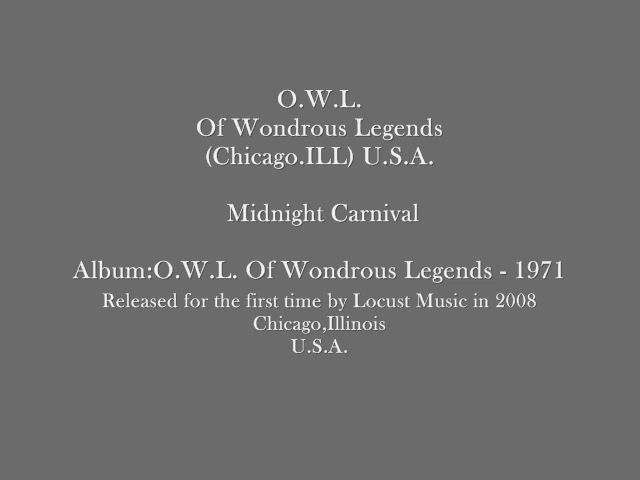 O.W.L.
Of Wondrous Legends
(Chicago.ILL) U.S.A.
Midnight Carnival
Album:O.W.L. Of Wondrous Legends - 1971
Released for the first time by Locust Music in 2008
Chicago,Illinois
U.S.A.